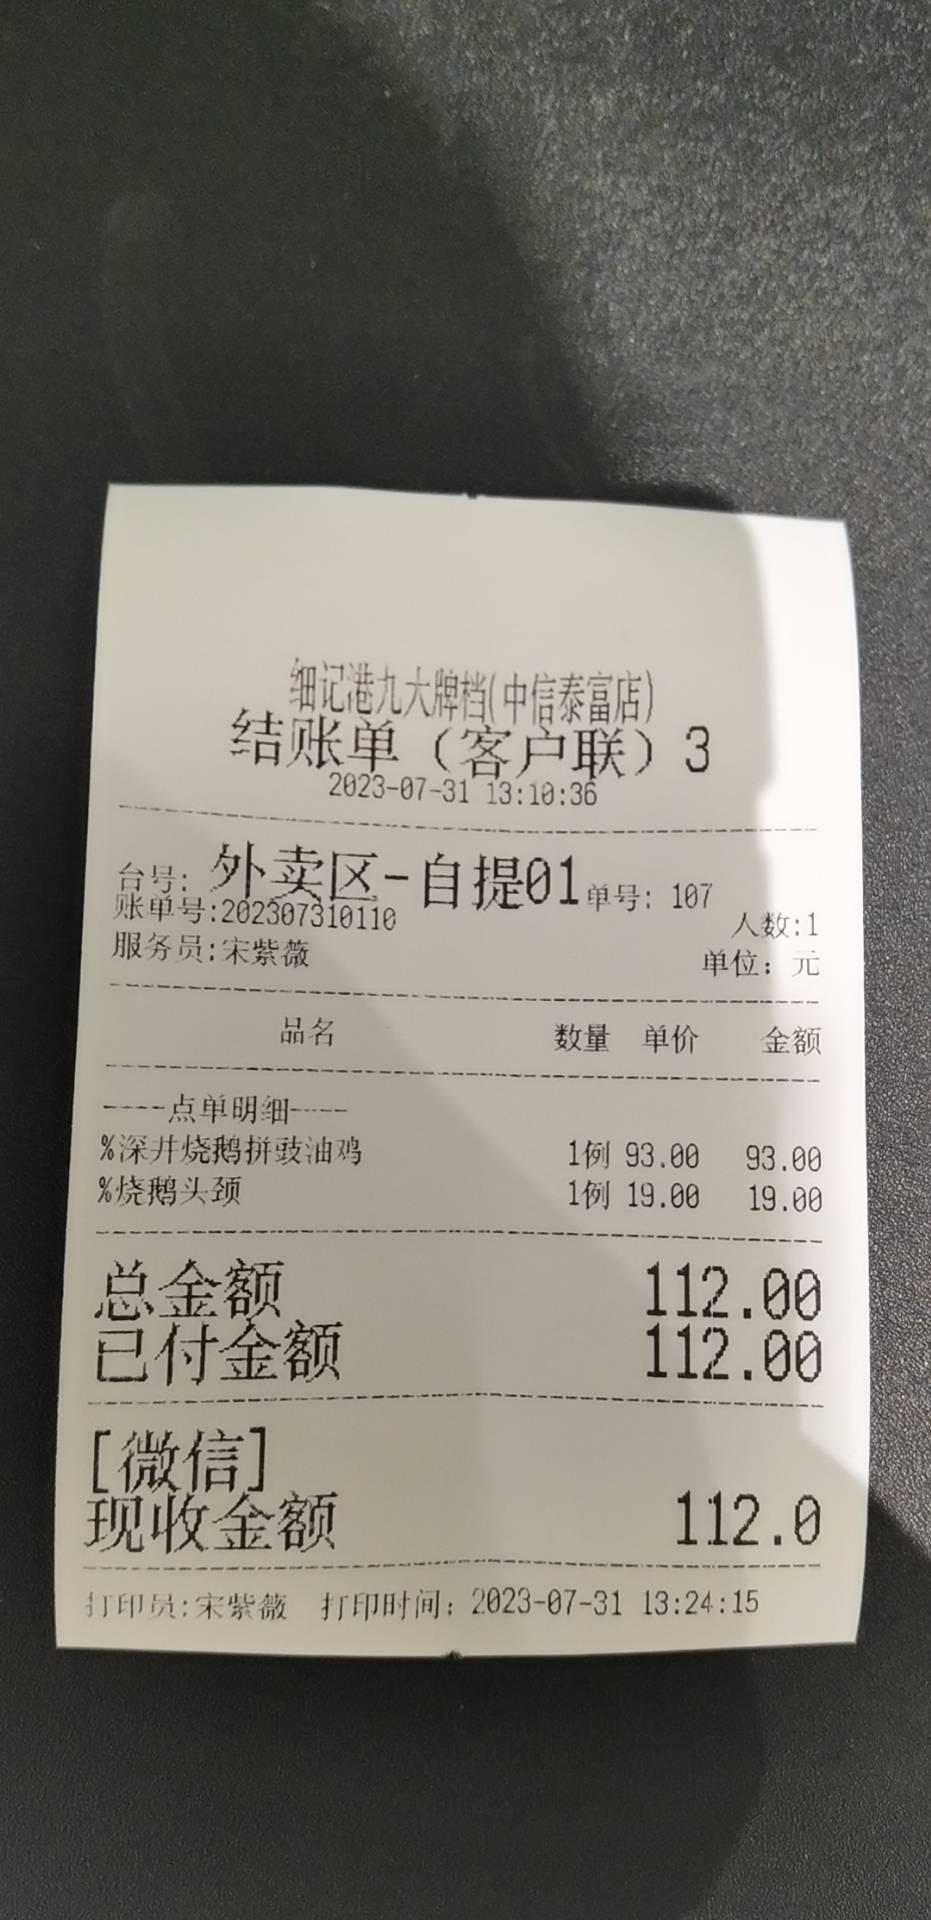 细记港九大牌档(中信泰富店)
结账单（客户联）3
2023-07-31 13:10:36
台号: 外卖区-自提01 单号: 107
账单号:202307310110 人数:1
服务员:宋紫薇 单位: 元
品名 数量 单价 金额
----点单明细----
%深井烧鹅拼豉油鸡 1例 93.00 93.00
%烧鹅头颈 1例 19.00 19.00
总金额 112.00
已付金额 112.00
[微信]
现收金额 112.0
打印员:宋紫薇 打印时间: 2023-07-31 13:24:15